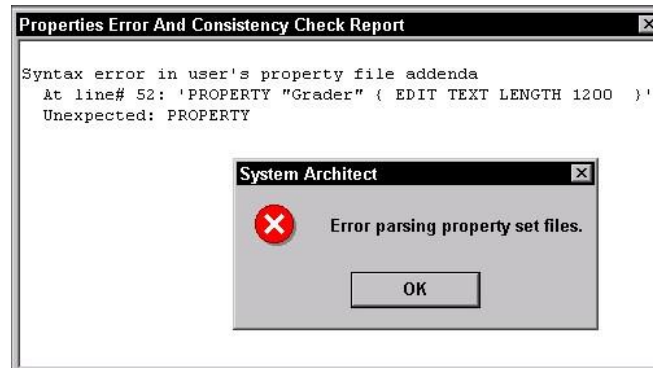 Properties Error And Consistency Check Report
Syntax error in user's property file addenda
At line# 52: 'PROPERTY "Grader" { EDIT TEXT LENGTH 1200 }'
Unexpected: PROPERTY
System Architect
Error parsing property set files.
OK